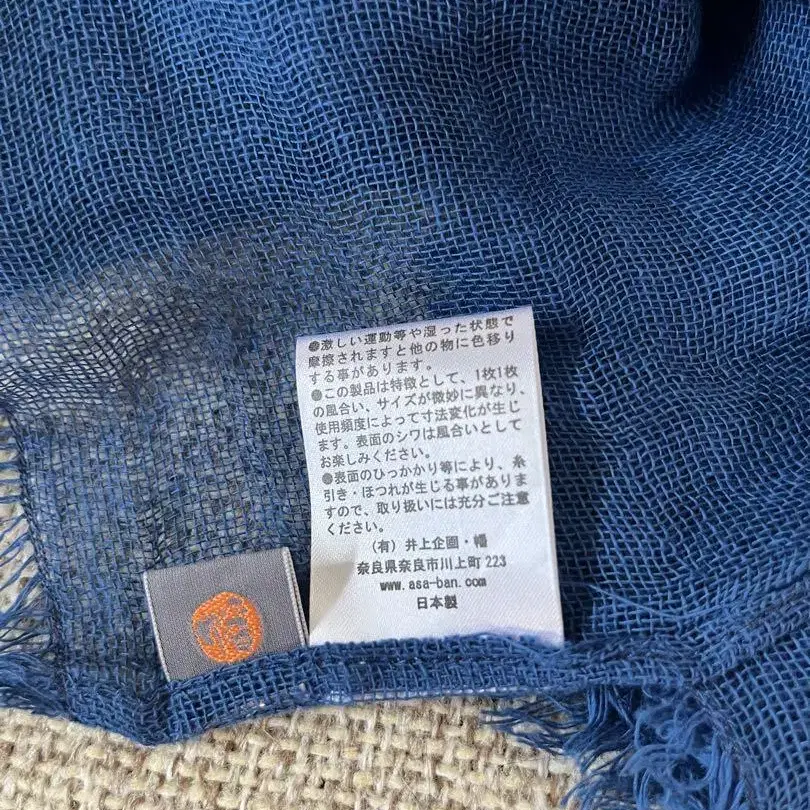 ●激しい運動等や湿った状態で
摩擦されますと他の物に色移り
する事があります。
●この製品は特徴として、1枚1枚
の風合い、サイズが微妙に異なり、
使用頻度によって寸法変化が生じ
ます。表面のシワは風合いとして
お楽しみください。
●表面のひっかかり等により、糸
引き・ほつれが生じる事がありま
すので、取り扱いには充分ご注意
ください。
(有) 井上企画・幡
奈良県奈良市川上町 223
www.asa-ban.com
日本製